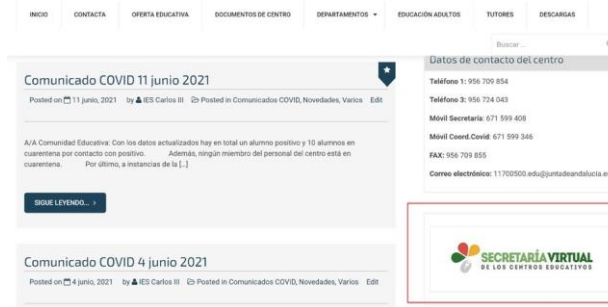 INICIO CONTACTA OFERTA EDUCATIVA DOCUMENTOS DE CENTRO DEPARTAMENTOS EDUCACIÓN ADULTOS TUTORES DESCARGAS
Buscar ...
Comunicado COVID 11 junio 2021
Posted on 11 junio, 2021 by IES Carlos III Posted in Comunicados COVID, Novedades, Varios Edit
A/A Comunidad Educativa: Con los datos actualizados hay en total un alumno positivo y 10 alumnos en
cuarentena por contacto con positivo. Además, ningún miembro del personal del centro está en
cuarentena. Por último, a instancias de la [...]
SIGUE LEYENDO... >
Comunicado COVID 4 junio 2021
Posted on 4 junio, 2021 by IES Carlos III Posted in Comunicados COVID, Novedades, Varios Edit
Datos de contacto del centro
Teléfono 1: 956 709 854
Teléfono 3: 956 724 043
Móvil Secretaría: 671 599 408
Móvil Coord.Covid: 671 599 346
FAX: 956 709 855
Correo electrónico: 11700500.edu@juntadeandalucia.e
SECRETARÍA VIRTUAL
DE LOS CENTROS EDUCATIVOS